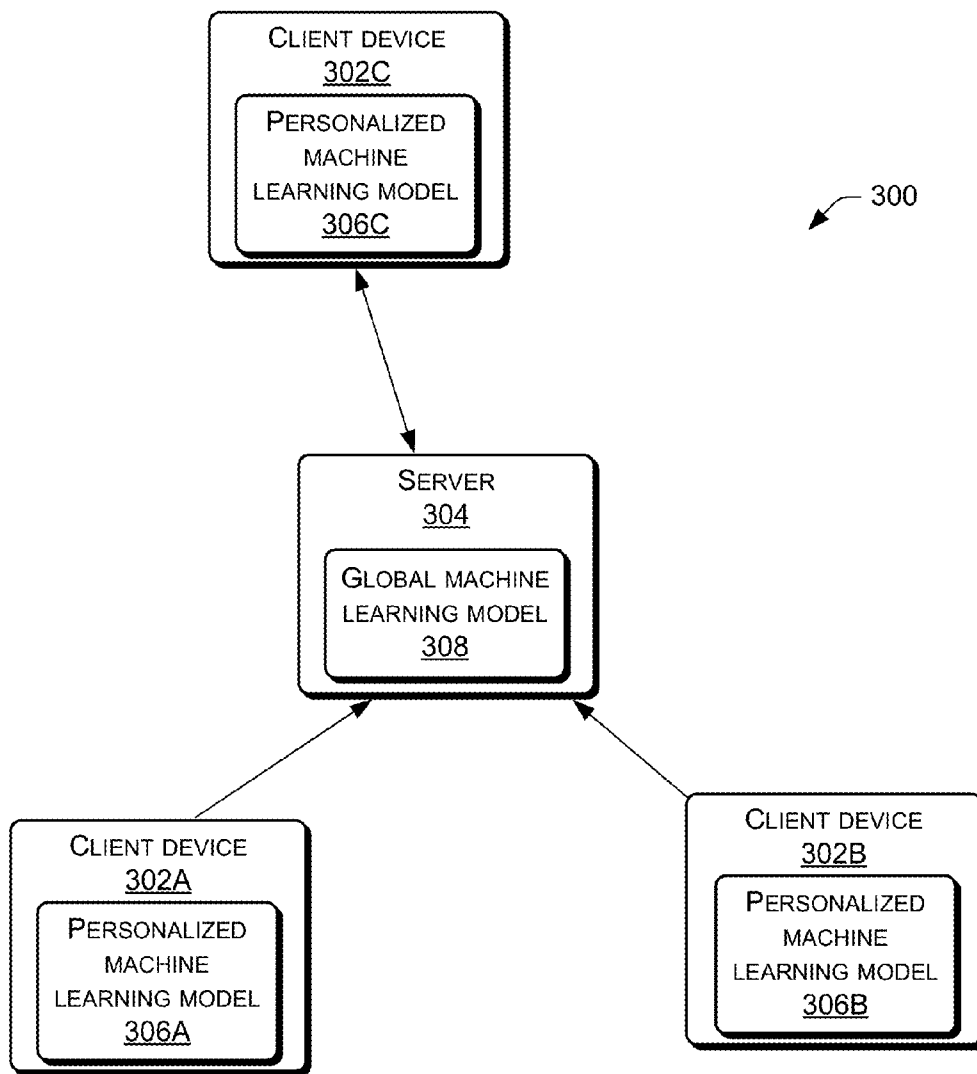 CLIENT DEVICE
302C
PERSONALIZED
MACHINE
LEARNING MODEL
306C
300
SERVER
304
GLOBAL MACHINE
LEARNING MODEL
308
CLIENT DEVICE
302A
PERSONALIZED
MACHINE
LEARNING MODEL
306A
CLIENT DEVICE
302B
PERSONALIZED
MACHINE
LEARNING MODEL
306B